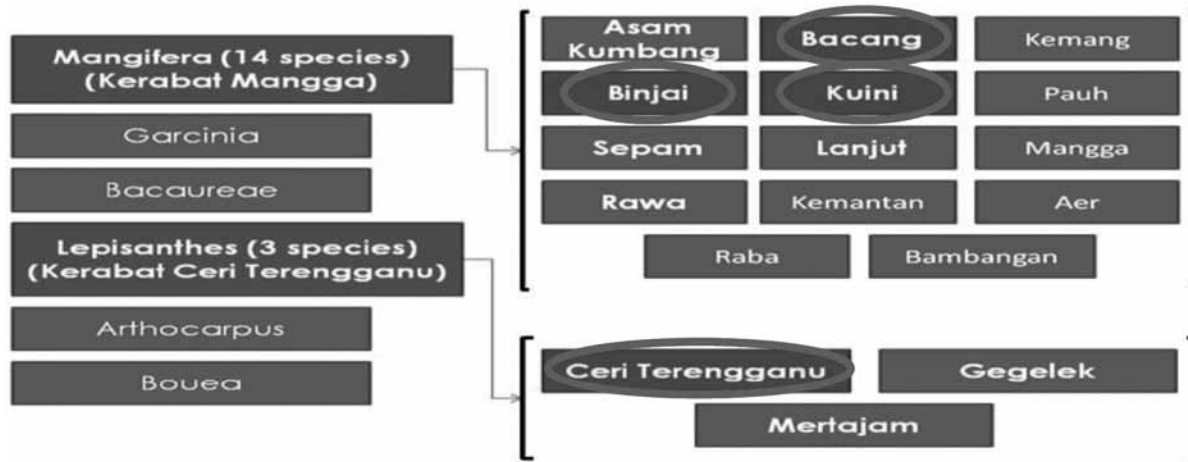 Mangifera (14 species)
(Kerabat Mangga)
Garcinia
Bacaureae
Lepisanthes (3 species)
(Kerabat Ceri Terengganu)
Arthocarpus
Bouea
Asam
Kumbang
Bacang
Kemang
Binjai
Kuini
Pauh
Sepam
Lanjut
Mangga
Rawa
Kemantan
Aer
Raba
Bambangan
Ceri Terengganu
Gegelek
Mertajam